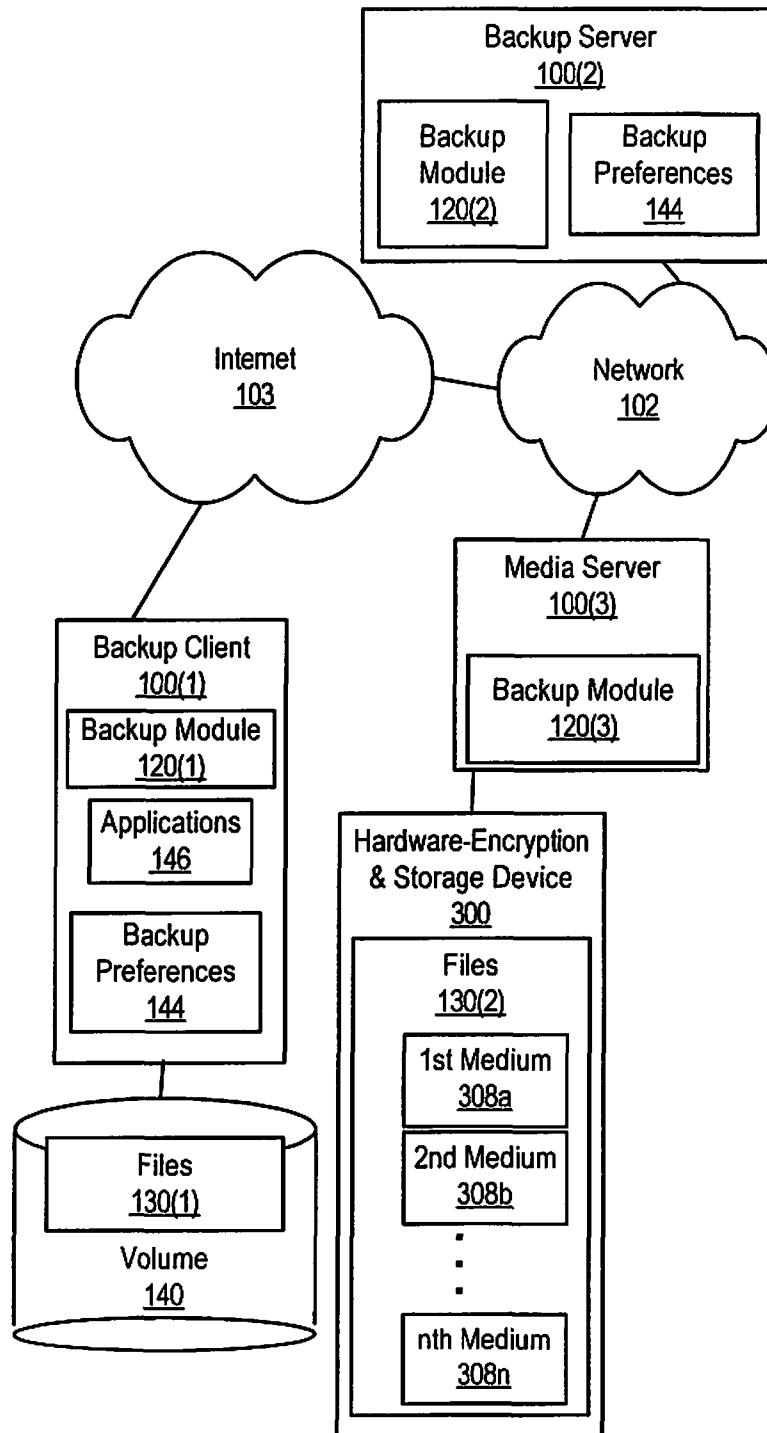 Backup Server
100(2)
Backup
Module
120(2)
Backup
Preferences
144
Internet
103
Network
102
Media Server
100(3)
Backup Module
120(3)
Backup Client
100(1)
Backup Module
120(1)
Applications
146
Backup
Preferences
144
Files
130(1)
Volume
140
Hardware-Encryption
& Storage Device
300
Files
130(2)
1st Medium
308a
2nd Medium
308b
nth Medium
308n